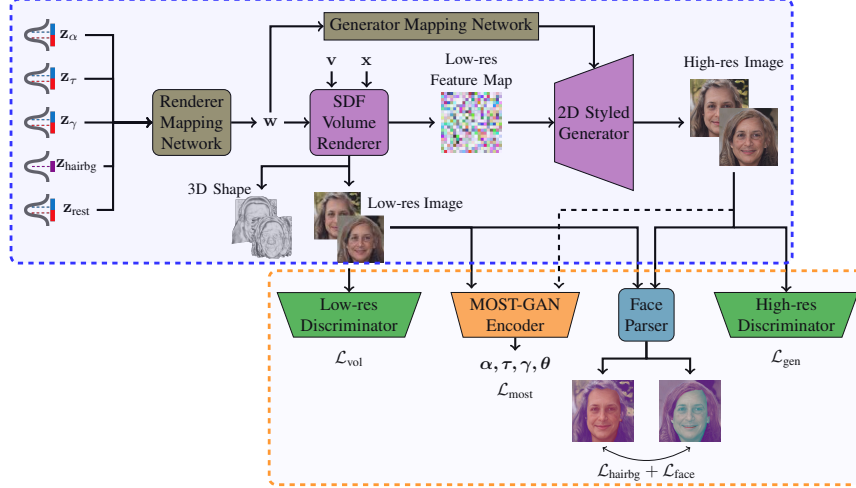 Generator Mapping Network
z_α
z_τ
z_γ
z_hairbg
z_rest
Renderer
Mapping
Network
w
v x
SDF
Volume
Renderer
Low-res
Feature Map
2D Styled
Generator
High-res Image
3D Shape
Low-res Image
Low-res
Discriminator
ℒ_vol
MOST-GAN
Encoder
α, τ, γ, θ
ℒ_most
Face
Parser
High-res
Discriminator
ℒ_gen
ℒ_hairbg + ℒ_face